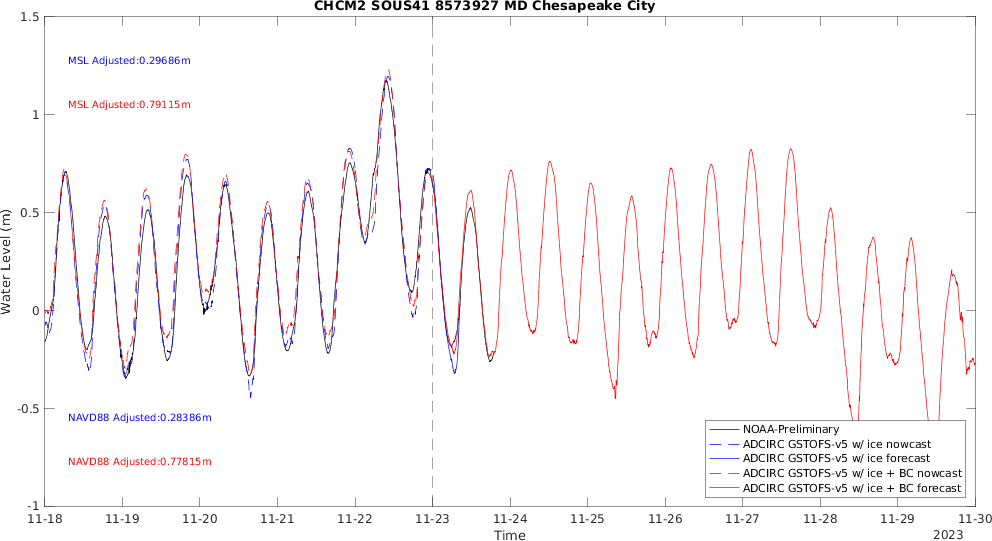 CHCM2 SOUS41 8573927 MD Chesapeake City
1.5
1
0.5
0
-0.5
-1
Water Level (m)
MSL Adjusted:0.29686m
MSL Adjusted:0.79115m
NAVD88 Adjusted:0.28386m
NAVD88 Adjusted:0.77815m
NOAA-Preliminary
ADCIRC GSTOFS-v5 w/ ice nowcast
ADCIRC GSTOFS-v5 w/ ice forecast
ADCIRC GSTOFS-v5 w/ ice + BC nowcast
ADCIRC GSTOFS-v5 w/ ice + BC forecast
11-18 11-19 11-20 11-21 11-22 11-23 11-24 11-25 11-26 11-27 11-28 11-29 11-30
Time
2023